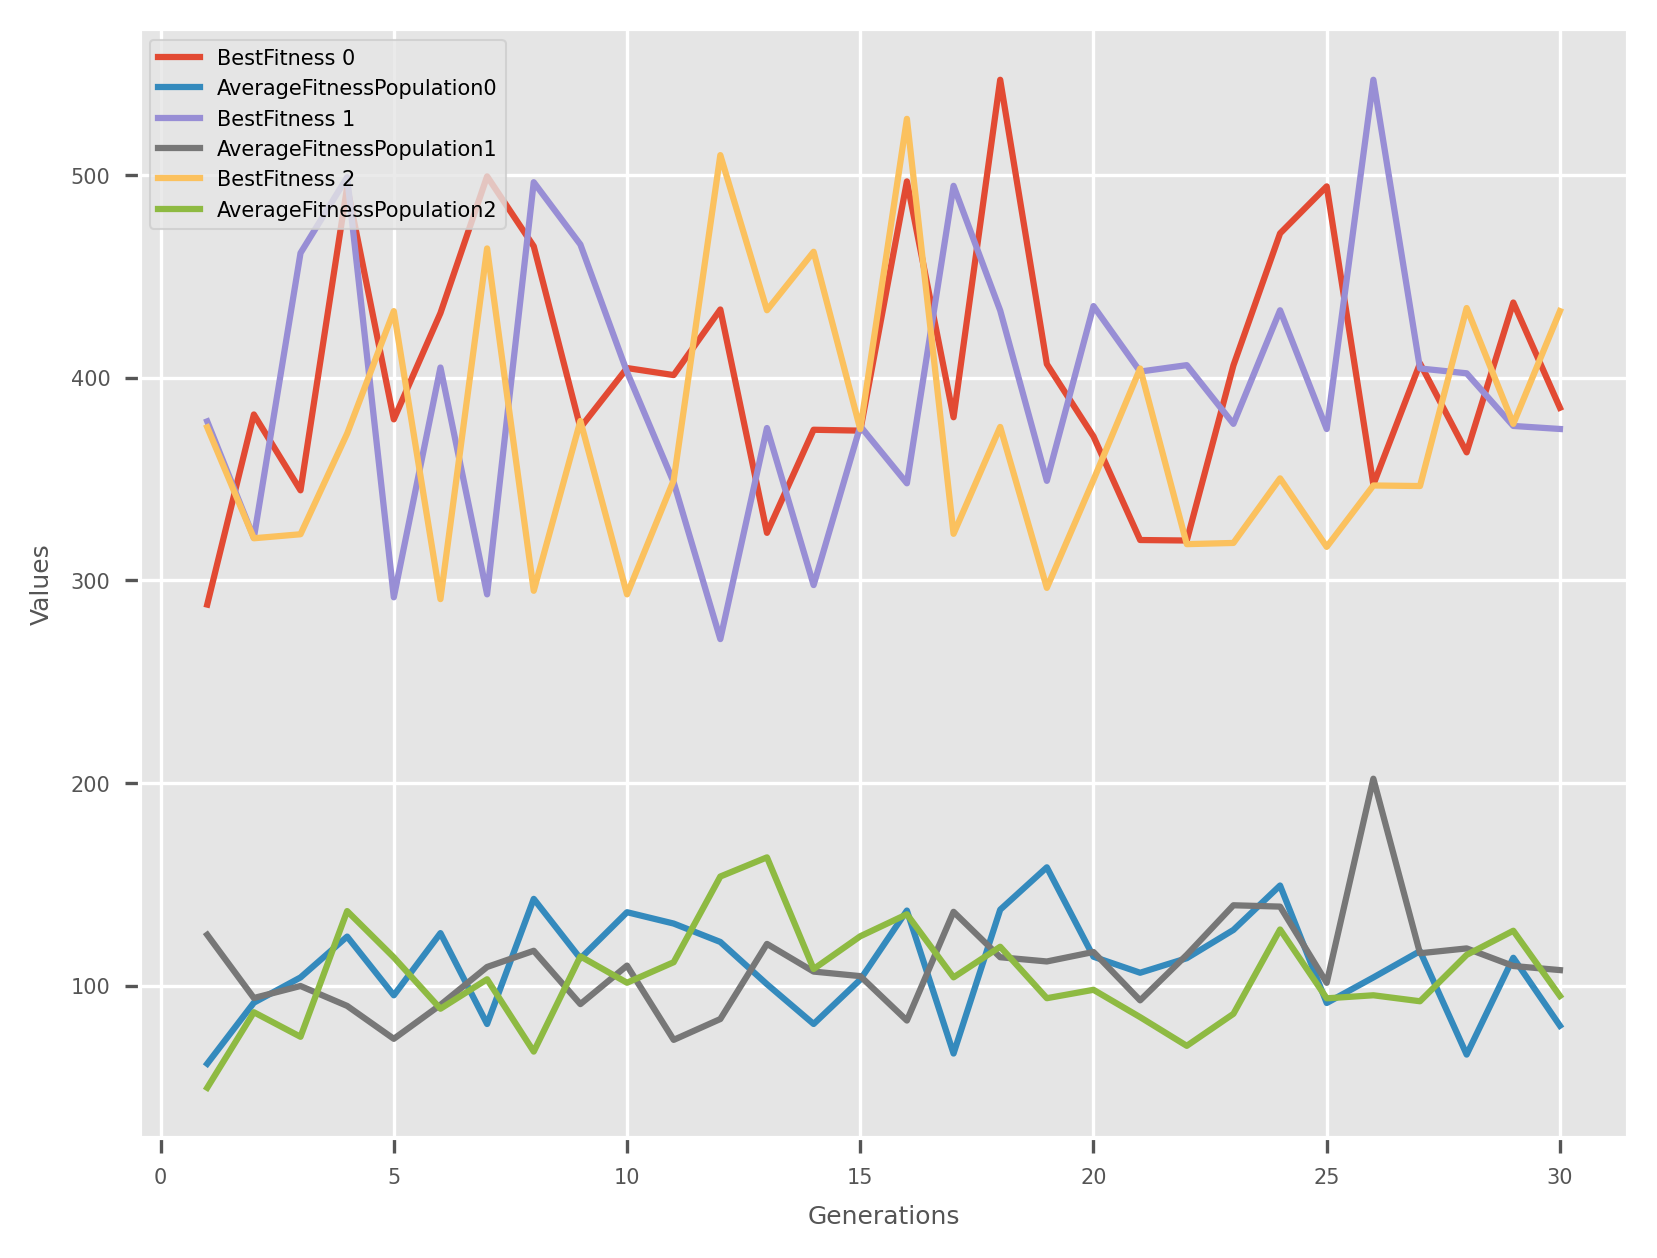 BestFitness 0
AverageFitnessPopulation0
BestFitness 1
AverageFitnessPopulation1
BestFitness 2
AverageFitnessPopulation2
500
400
300
200
100
Values
0 5 10 15 20 25 30
Generations